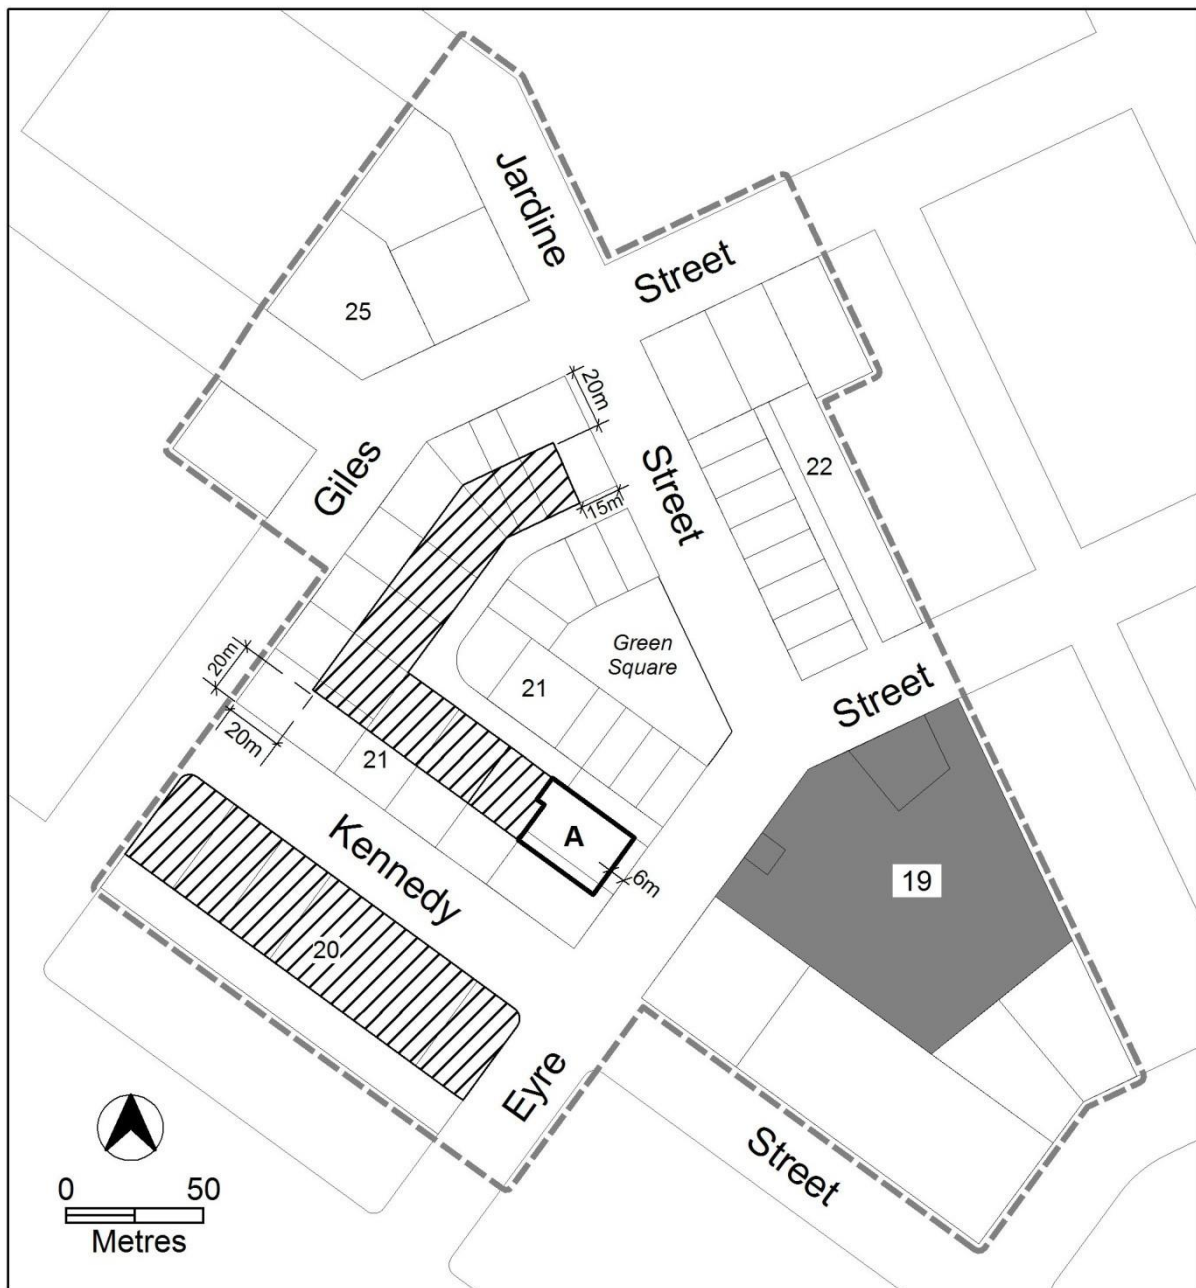 Jardine
Street
25
20m
Giles
Street
22
15m
Green
Square
20m
21
Street
20m
21
A
19
Kennedy
6m
20
Eyre
Street
0 50
Metres